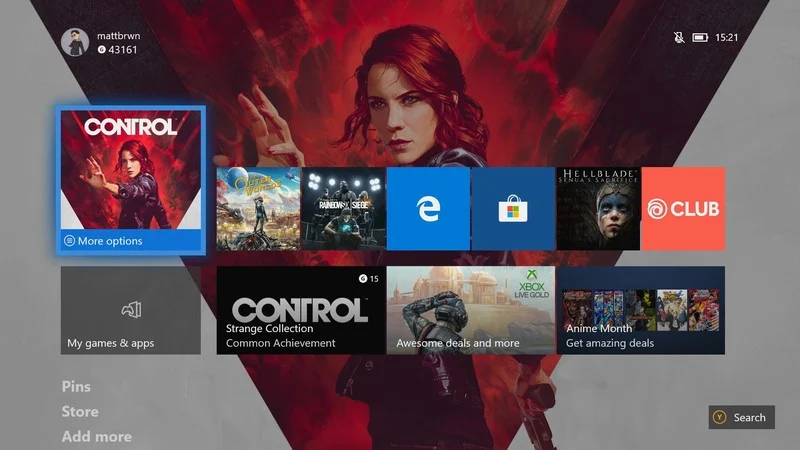 mattbrwn
G 43161
15:21
CONTROL
More options
THE OUTER WORLDS
RAINBOW SIX SIEGE
e
HELLBLADE
SENUA'S SACRIFICE
CLUB
My games & apps
G 15
CONTROL
Strange Collection
Common Achievement
XBOX
LIVE GOLD
Awesome deals and more
Anime Month
Get amazing deals
Pins
Store
Add more
Y Search